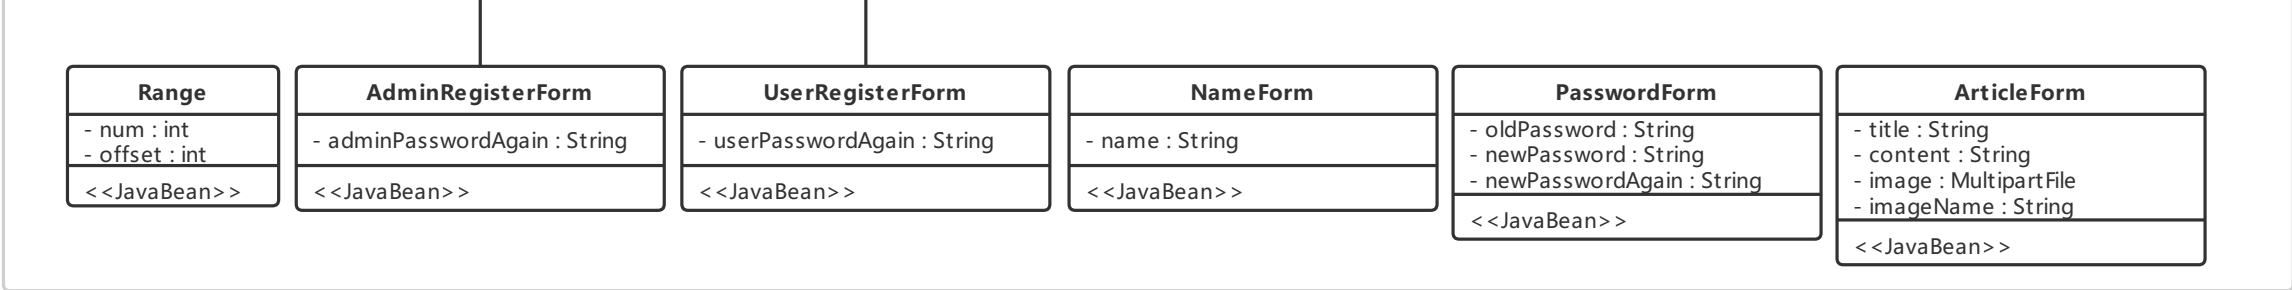 Range
- num : int
- offset : int
<<JavaBean>>
AdminRegisterForm
- adminPasswordAgain : String
<<JavaBean>>
UserRegisterForm
- userPasswordAgain : String
<<JavaBean>>
NameForm
- name : String
<<JavaBean>>
PasswordForm
- oldPassword : String
- newPassword : String
- newPasswordAgain : String
<<JavaBean>>
ArticleForm
- title : String
- content : String
- image : MultipartFile
- imageName : String
<<JavaBean>>